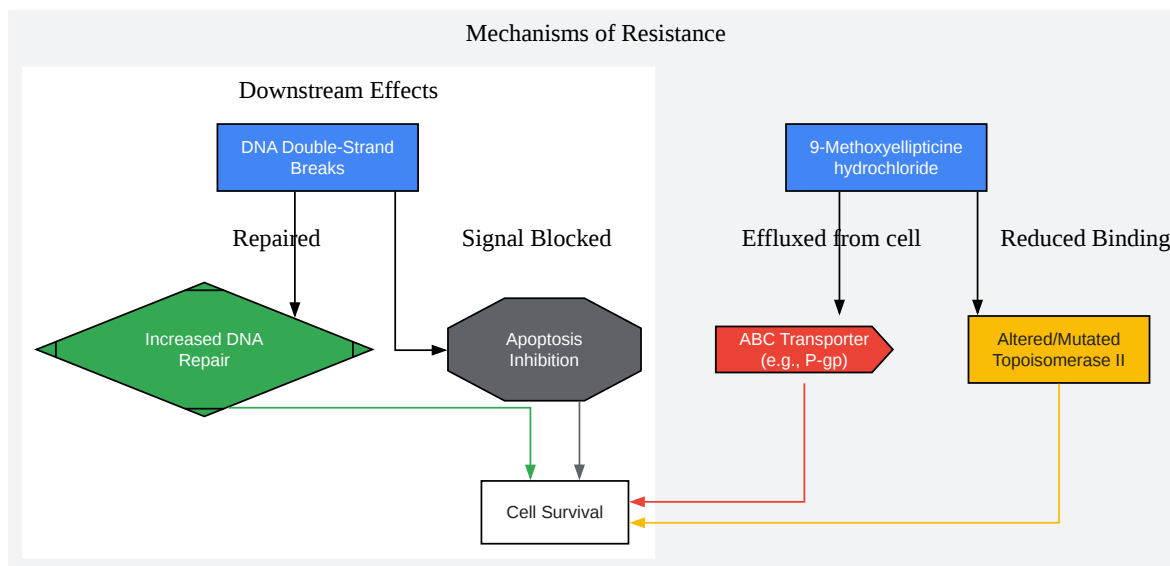 Mechanisms of Resistance
Downstream Effects
DNA Double-Strand
Breaks
9-Methoxyellipticine
hydrochloride
Repaired
Signal Blocked
Effluxed from cell
Reduced Binding
Increased DNA
Repair
Apoptosis
Inhibition
ABC Transporter
(e.g., P-gp)
Altered/Mutated
Topoisomerase II
Cell Survival